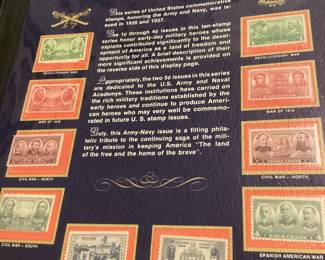 This series of United States commemorative
stamps, honoring the Army and Navy, was
issued in 1936 and 1937.
The 1¢ through 4¢ issues in this ten-stamp
series honor early-day military heroes whose
exploits contributed significantly to the devel-
opment of America as a land of freedom and
opportunity for all. A brief description of their
more significant achievements is provided on
the reverse side of this display page.
Appropriately, the two 5¢ issues in this series
are dedicated to the U.S. Army and Naval
Academys. These institutions have carried on
the rich military traditions established by the
early heroes and continue to produce Ameri-
can heroes who may very well be commemo-
rated in future U.S. stamp issues.
Truly, this Army-Navy issue is a fitting phila-
telic tribute to the continuing saga of the mili-
tary's mission in keeping America "The land
of the free and the home of the brave".
REVOLUTIONARY WAR
WAR OF 1812
CIVIL WAR - NORTH
CIVIL WAR - SOUTH
REVOLUTIONARY WAR
WAR OF 1812
CIVIL WAR - NORTH
SPANISH AMERICAN WAR